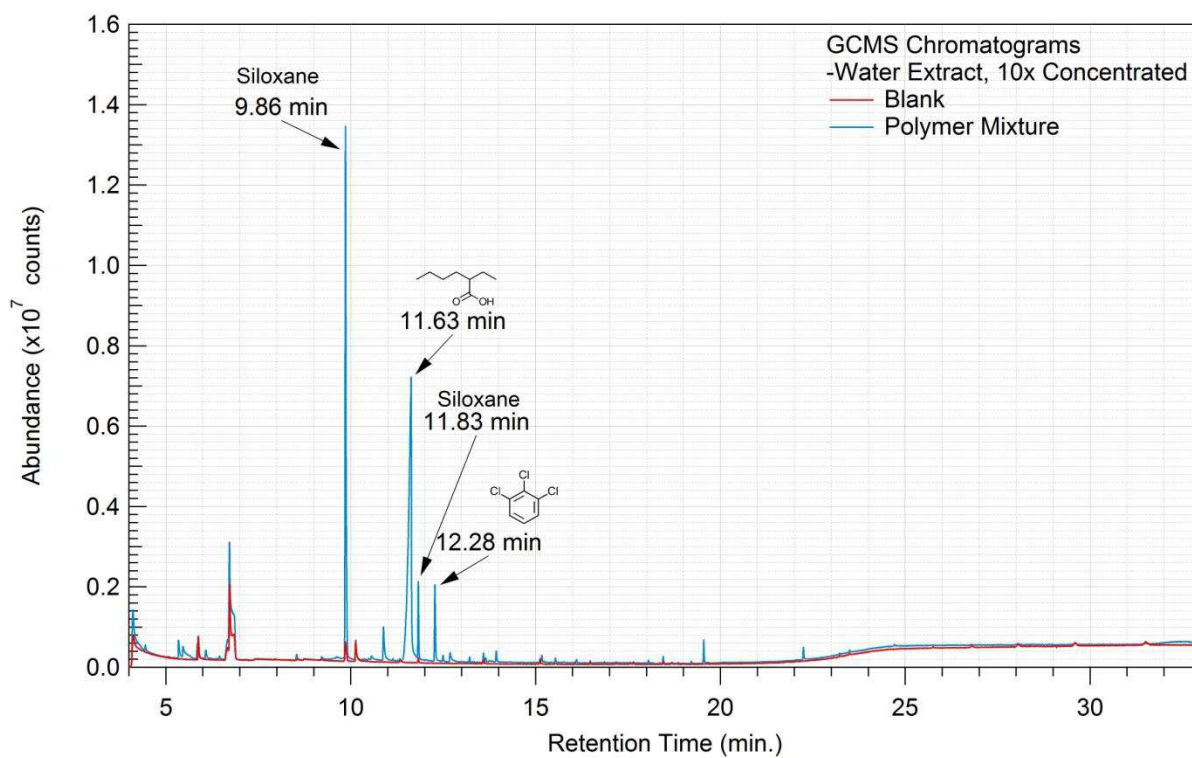 1.6
1.4
1.2
1.0
0.8
0.6
0.4
0.2
0.0
Abundance (x10⁷ counts)
GCMS Chromatograms
-Water Extract, 10x Concentrated
Blank
Polymer Mixture
Siloxane
9.86 min
O
OH
11.63 min
Siloxane
11.83 min
Cl
Cl
Cl
12.28 min
5
10
15
20
25
30
Retention Time (min.)